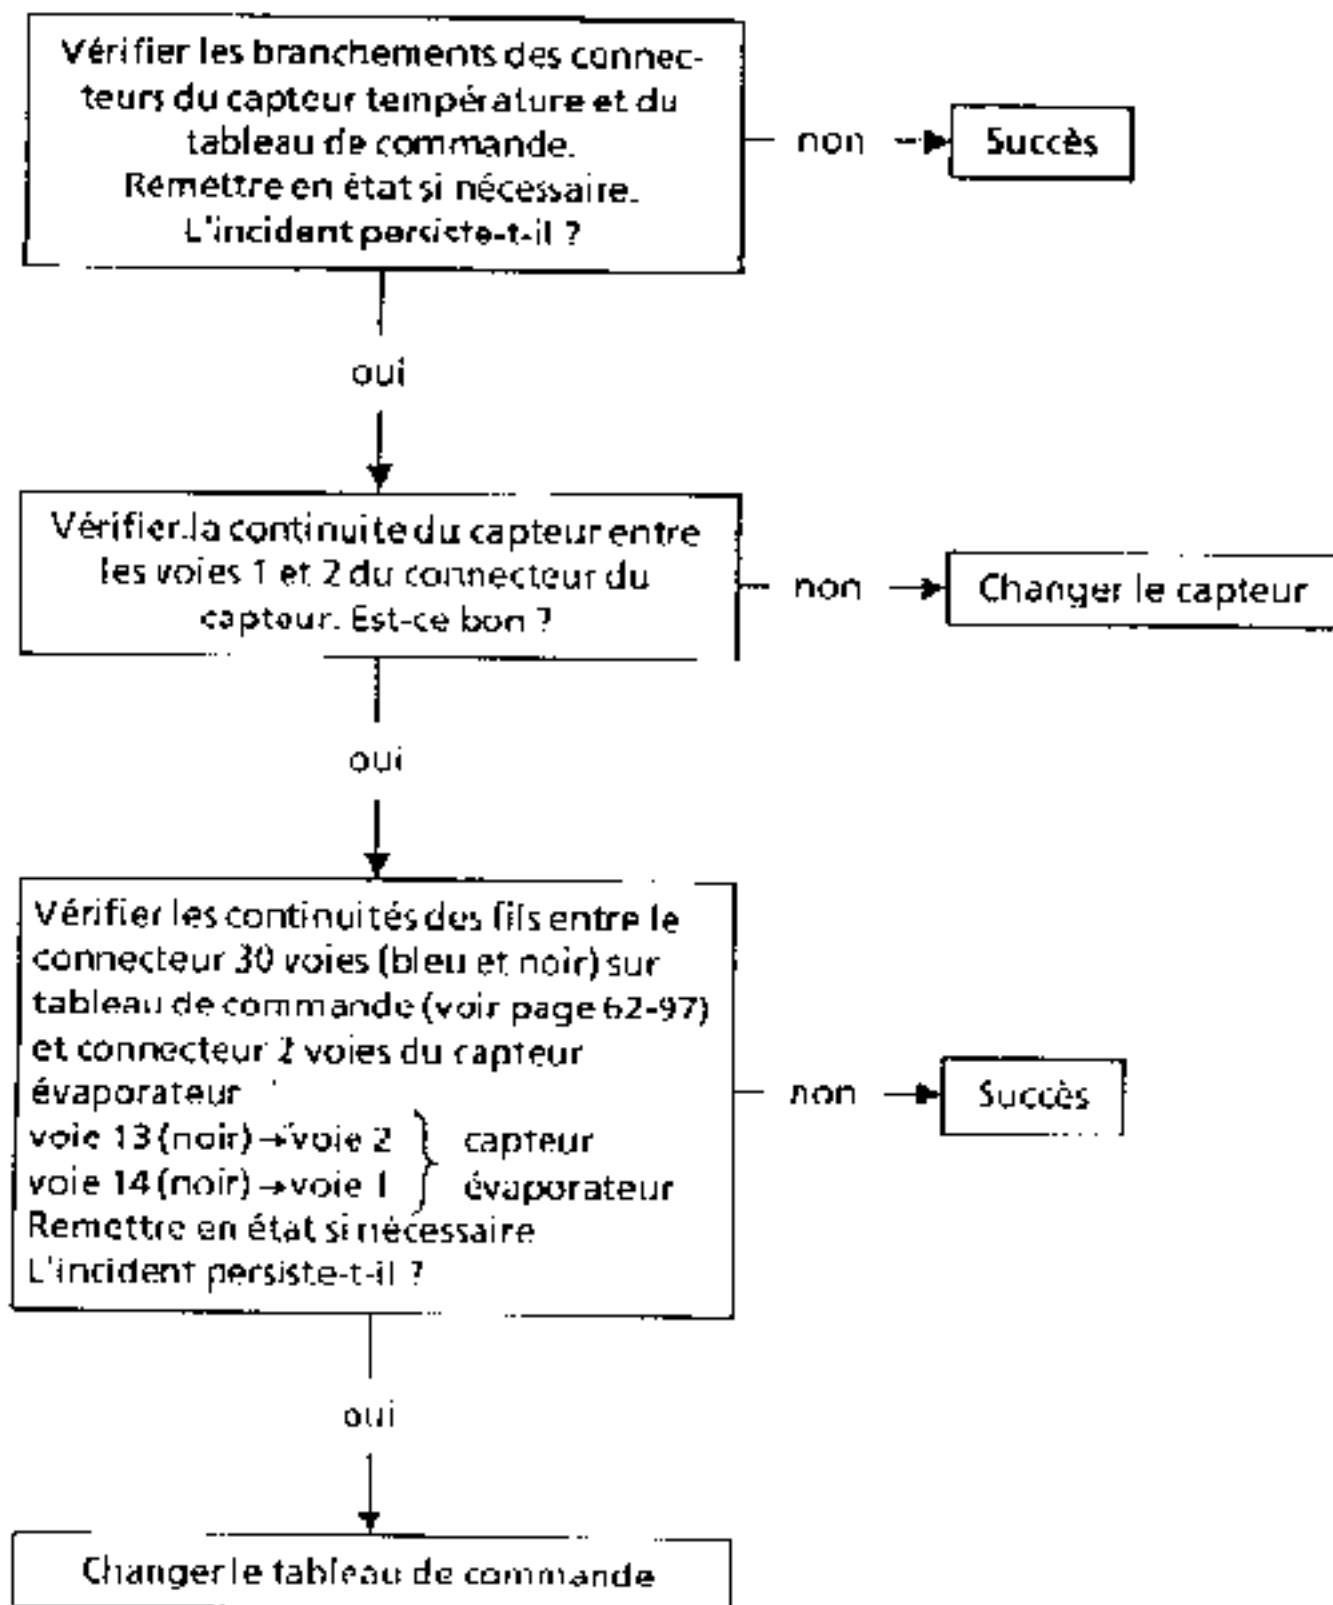 Vérifier les branchements des connec-
teurs du capteur température et du
tableau de commande.
Remettre en état si nécessaire.
L'incident persiste-t-il ?
non
Succès
oui
Vérifier la continuite du capteur entre
les voies 1 et 2 du connecteur du
capteur. Est-ce bon ?
non
Changer le capteur
oui
Vérifier les continuités des fils entre le
connecteur 30 voies (bleu et noir) sur
tableau de commande (voir page 62-97)
et connecteur 2 voies du capteur
évaporateur
voie 13 (noir) → voie 2
voie 14 (noir) → voie 1
capteur
évaporateur
Remettre en état si nécessaire
L'incident persiste-t-il ?
non
Succès
oui
Changer le tableau de commande